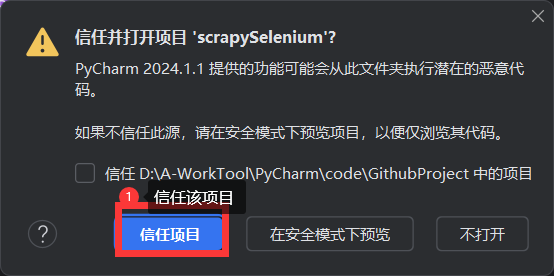 信任并打开项目 'scrapySelenium'?
PyCharm 2024.1.1 提供的功能可能会从此文件夹执行潜在的恶意代
码。
如果不信任此源，请在安全模式下预览项目，以便仅浏览其代码。
信任 D:\A-WorkTool\PyCharm\code\GithubProject 中的项目
1 信任该项目
? 信任项目 在安全模式下预览 不打开